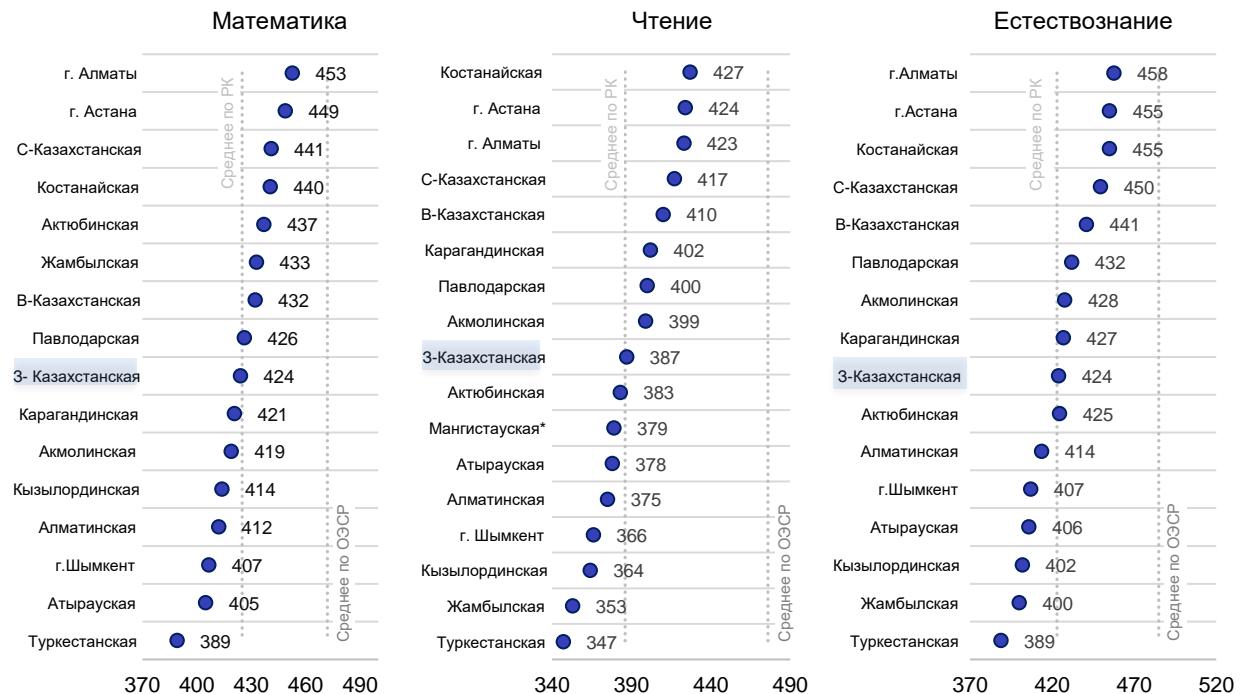 Математика
г. Алматы 453
г. Астана 449
С-Казахстанская 441
Костанайская 440
Актюбинская 437
Жамбылская 433
В-Казахстанская 432
Павлодарская 426
З- Казахстанская 424
Карагандинская 421
Акмолинская 419
Кызылординская 414
Алматинская 412
г.Шымкент 407
Атырауская 405
Туркестанская 389
Среднее по РК
Среднее по ОЭСР
370 400 430 460 490
Чтение
Костанайская 427
г. Астана 424
г. Алматы 423
С-Казахстанская 417
В-Казахстанская 410
Карагандинская 402
Павлодарская 400
Акмолинская 399
З-Казахстанская 387
Актюбинская 383
Мангистауская* 379
Атырауская 378
Алматинская 375
г. Шымкент 366
Кызылординская 364
Жамбылская 353
Туркестанская 347
Среднее по РК
Среднее по ОЭСР
340 390 440 490
Естествознание
г.Алматы 458
г.Астана 455
Костанайская 455
С-Казахстанская 450
В-Казахстанская 441
Павлодарская 432
Акмолинская 428
Карагандинская 427
З-Казахстанская 424
Актюбинская 425
Алматинская 414
г.Шымкент 407
Атырауская 406
Кызылординская 402
Жамбылская 400
Туркестанская 389
Среднее по РК
Среднее по ОЭСР
370 420 470 520